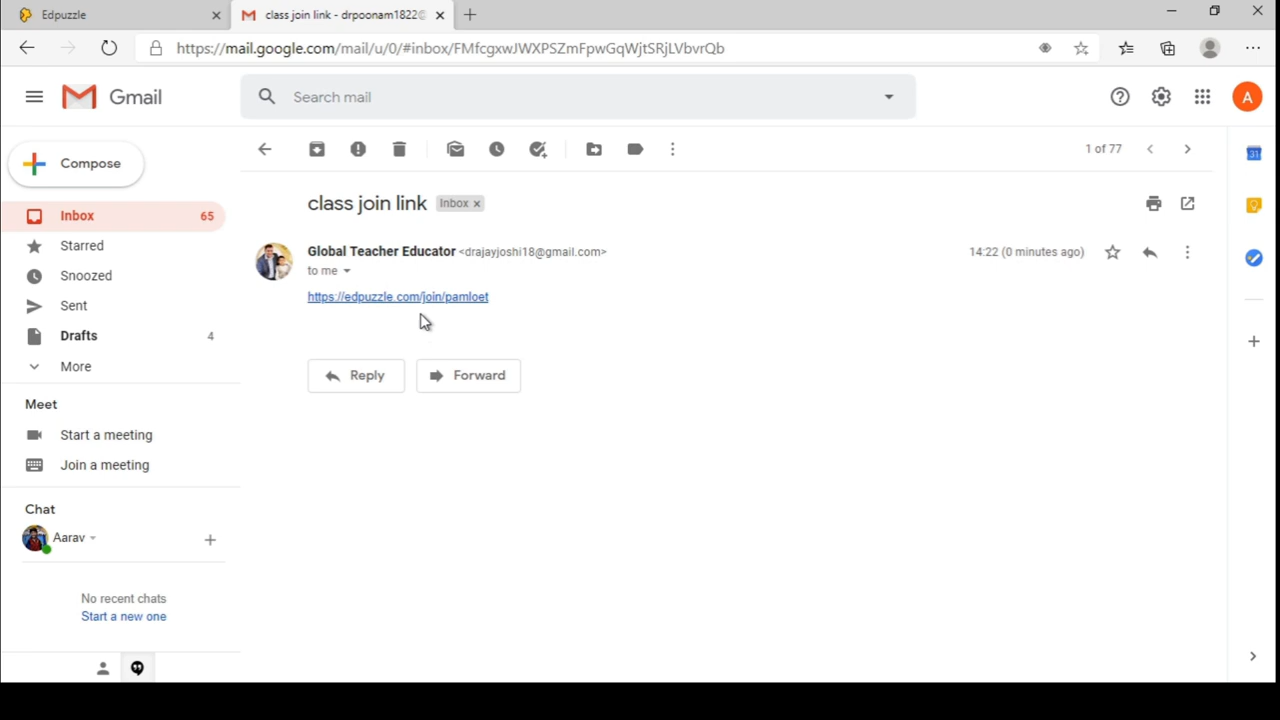 Edpuzzle
class join link - drpoonam1822@
https://mail.google.com/mail/u/0/#inbox/FMfcgxwJWXPSZmFpwGqWjtSRjLVbvrQb
Gmail
Search mail
A
Compose
1 of 77
31
Inbox 65
class join link Inbox x
Starred
Global Teacher Educator <drajayjoshi18@gmail.com>
14:22 (0 minutes ago)
to me
Snoozed
https://edpuzzle.com/join/pamloet
Sent
Drafts 4
More
Reply
Forward
Meet
Start a meeting
Join a meeting
Chat
Aarav
No recent chats
Start a new one